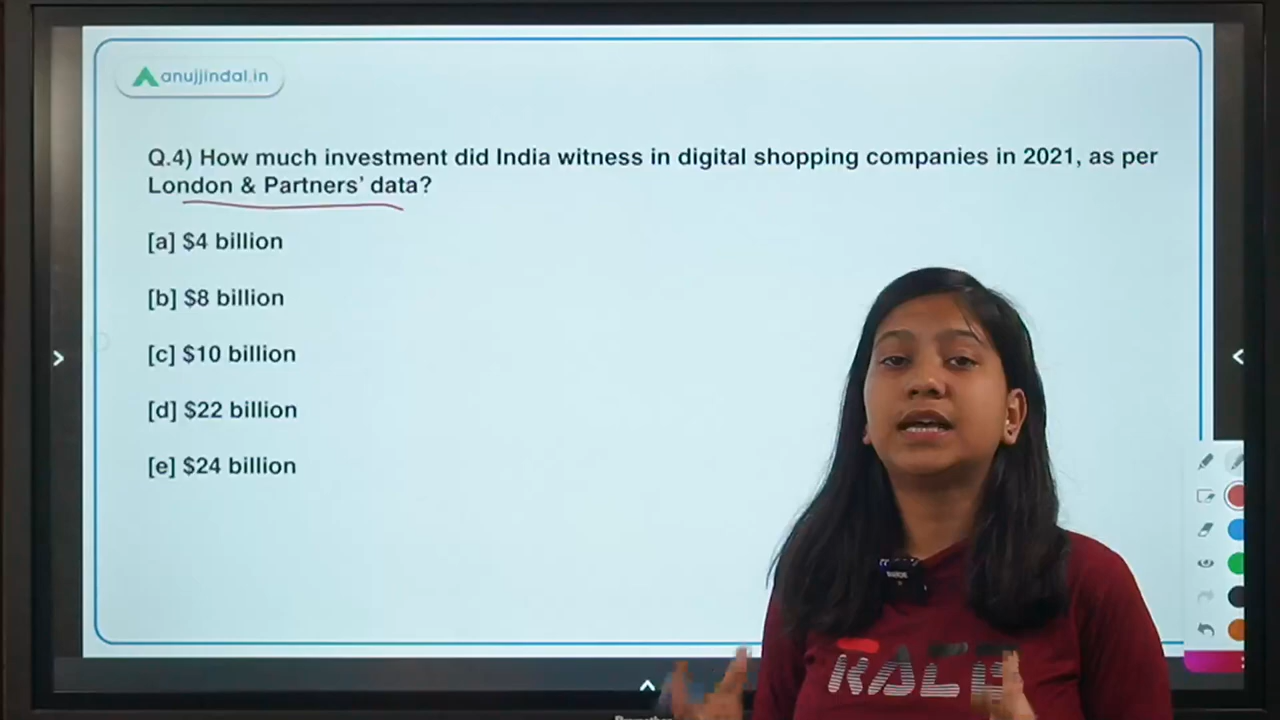 anujjindal.in
Q.4) How much investment did India witness in digital shopping companies in 2021, as per
London & Partners' data?
[a] $4 billion
[b] $8 billion
[c] $10 billion
[d] $22 billion
[e] $24 billion